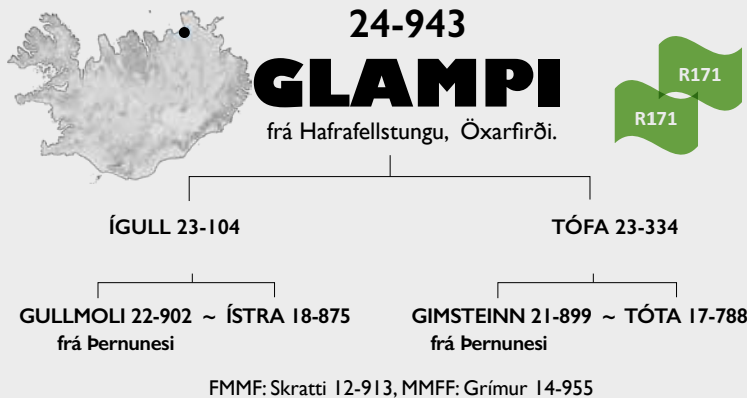 24-943
GLAMPI
frá Hafrafellstungu, Öxarfirði.
R171
R171
ÍGULL 23-104
TÓFA 23-334
GULLMOLI 22-902 ~ ÍSTRA 18-875
frá Þernunesi
GIMSTEINN 21-899 ~ TÓTA 17-788
frá Þernunesi
FMMF: Skratti 12-913, MMFF: Grímur 14-955